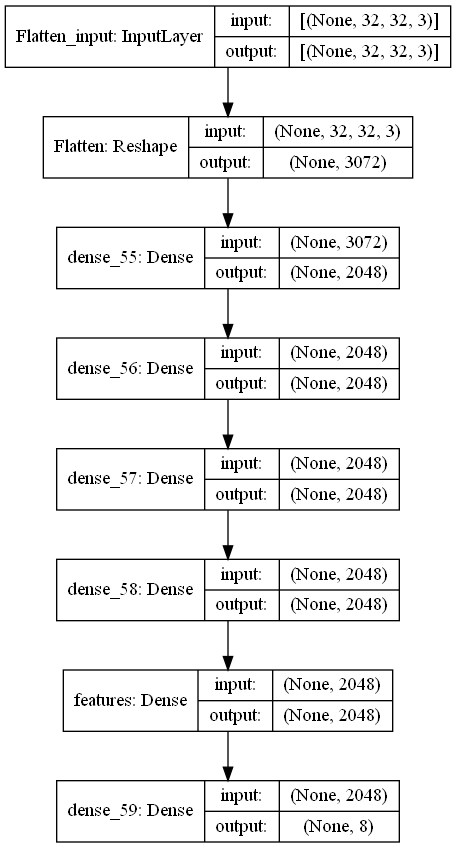 Flatten_input: InputLayer
input: [(None, 32, 32, 3)]
output: [(None, 32, 32, 3)]
Flatten: Reshape
input: (None, 32, 32, 3)
output: (None, 3072)
dense_55: Dense
input: (None, 3072)
output: (None, 2048)
dense_56: Dense
input: (None, 2048)
output: (None, 2048)
dense_57: Dense
input: (None, 2048)
output: (None, 2048)
dense_58: Dense
input: (None, 2048)
output: (None, 2048)
features: Dense
input: (None, 2048)
output: (None, 2048)
dense_59: Dense
input: (None, 2048)
output: (None, 8)